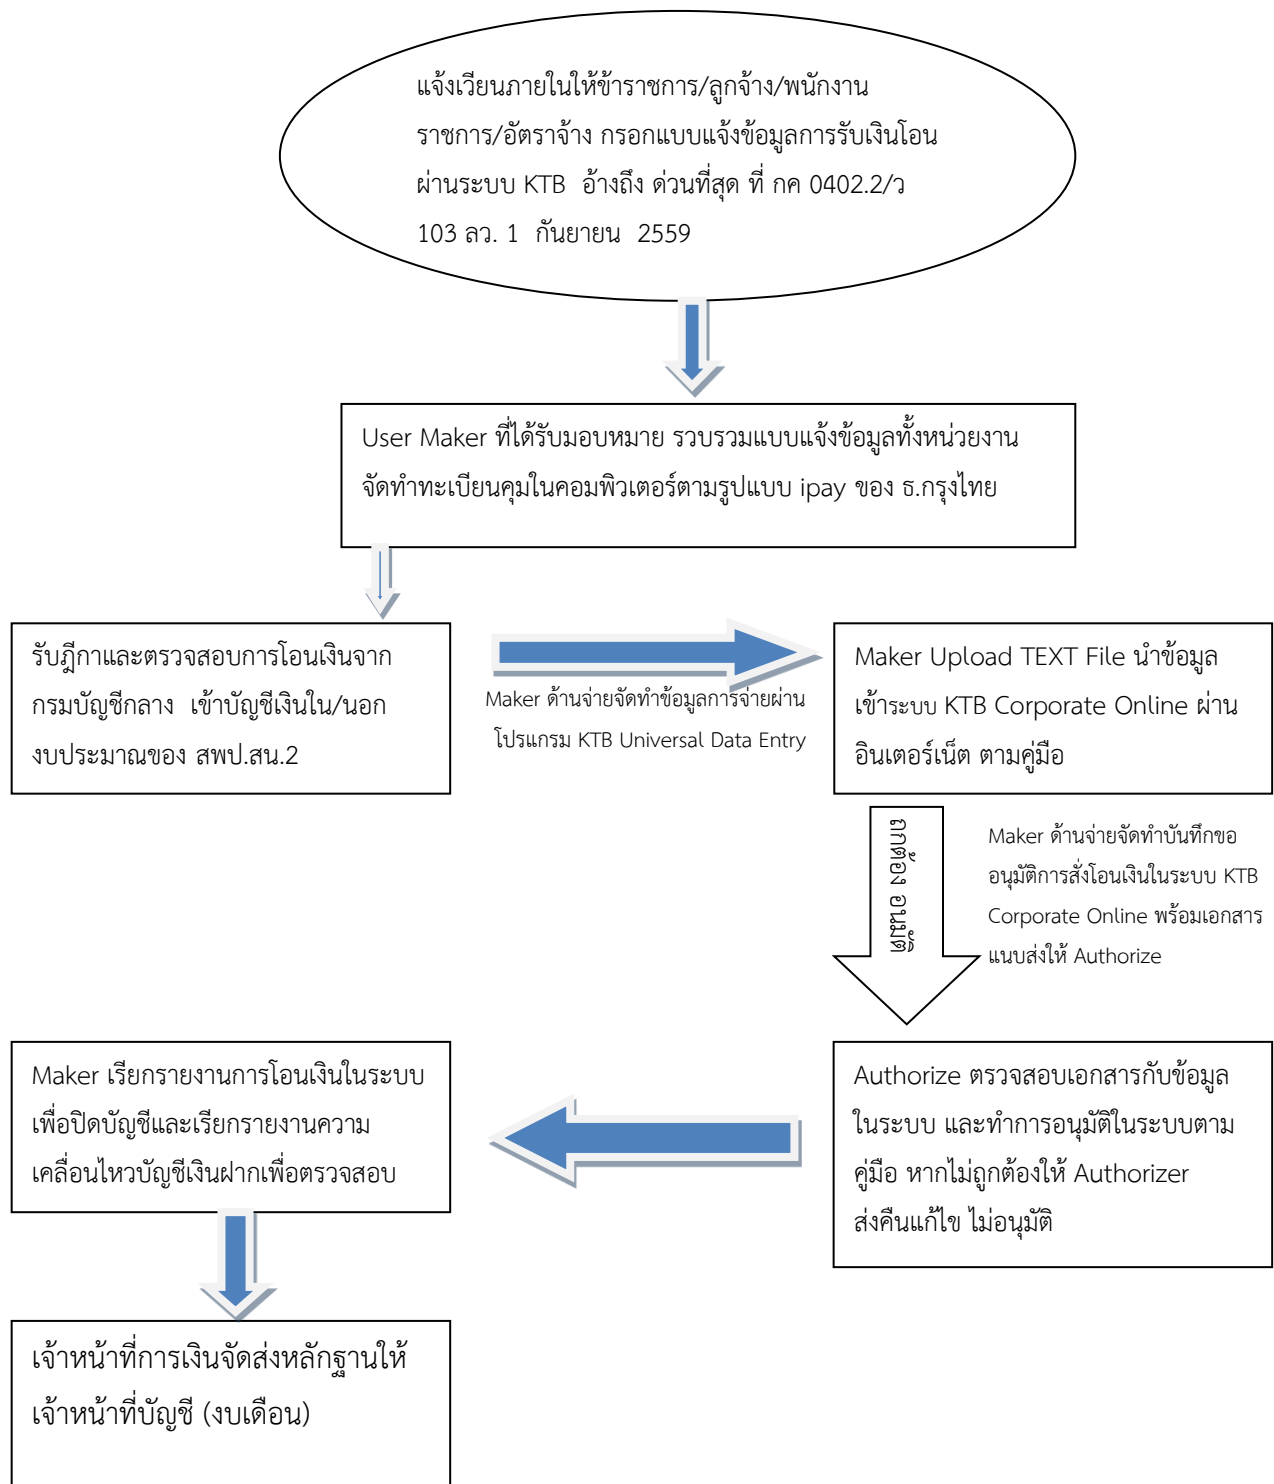 แจ้งเวียนภายในให้ข้าราชการ/ลูกจ้าง/พนักงาน
ราชการ/อัตราจ้าง กรอกแบบแจ้งข้อมูลการรับเงินโอน
ผ่านระบบ KTB อ้างถึง ด่วนที่สุด ที่ กค 0402.2/ว
103 ลว. 1 กันยายน 2559
User Maker ที่ได้รับมอบหมาย รวบรวมแบบแจ้งข้อมูลทั้งหน่วยงาน
จัดทำทะเบียนคุมในคอมพิวเตอร์ตามรูปแบบ ipay ของ ธ.กรุงไทย
รับฎีกาและตรวจสอบการโอนเงินจาก
กรมบัญชีกลาง เข้าบัญชีเงินใน/นอก
งบประมาณของ สพป.สน.2
Maker ด้านจ่ายจัดทำข้อมูลการจ่ายผ่าน
โปรแกรม KTB Universal Data Entry
Maker Upload TEXT File นำข้อมูล
เข้าระบบ KTB Corporate Online ผ่าน
อินเตอร์เน็ต ตามคู่มือ
ถูกต้อง อนุมัติ
Maker ด้านจ่ายจัดทำบันทึกขอ
อนุมัติการสั่งโอนเงินในระบบ KTB
Corporate Online พร้อมเอกสาร
แนบส่งให้ Authorize
Authorize ตรวจสอบเอกสารกับข้อมูล
ในระบบ และทำการอนุมัติในระบบตาม
คู่มือ หากไม่ถูกต้องให้ Authorizer
ส่งคืนแก้ไข ไม่อนุมัติ
Maker เรียกรายงานการโอนเงินในระบบ
เพื่อปิดบัญชีและเรียกรายงานความ
เคลื่อนไหวบัญชีเงินฝากเพื่อตรวจสอบ
เจ้าหน้าที่การเงินจัดส่งหลักฐานให้
เจ้าหน้าที่บัญชี (งบเดือน)